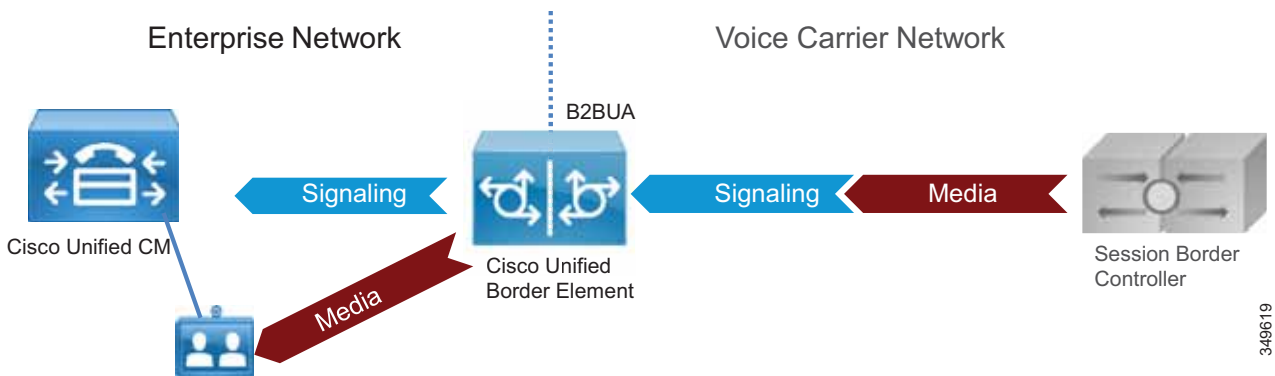 Enterprise Network
Voice Carrier Network
B2BUA
Signaling
Signaling
Media
Cisco Unified CM
Cisco Unified
Border Element
Session Border
Controller
Media
349619